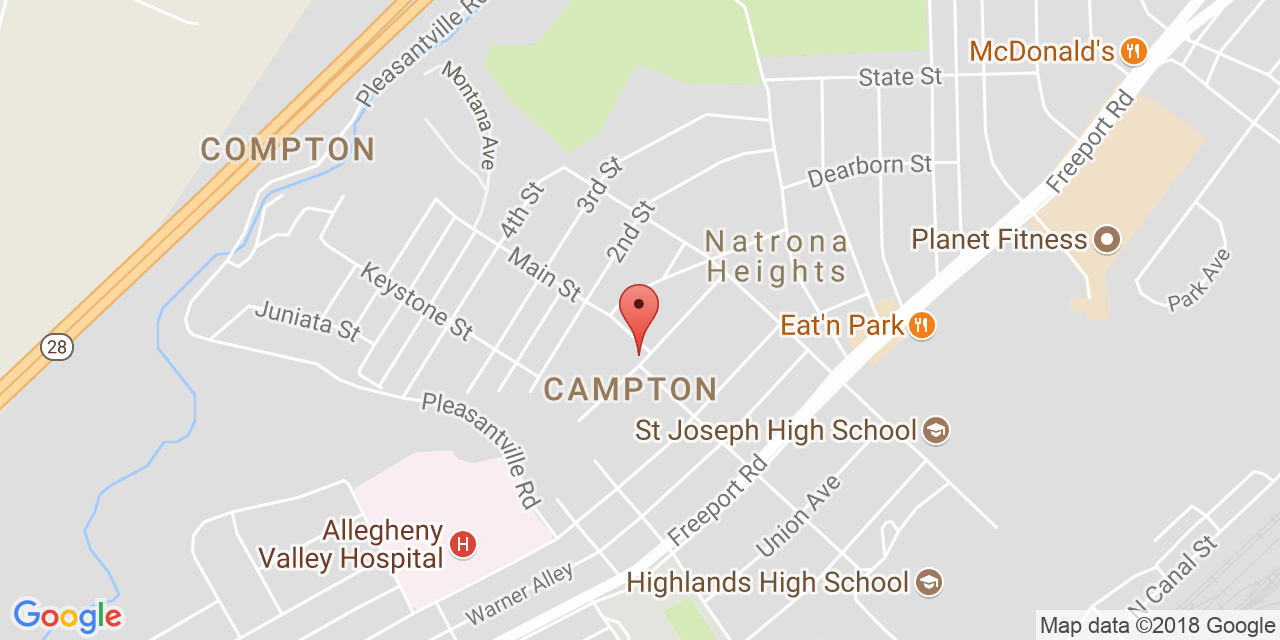 Pleasantville Rd
McDonald's
State St
Montana Ave
Freeport Rd
COMPTON
Dearborn St
3rd St
4th St
2nd St
Natrona
Heights
Planet Fitness
Main St
Park Ave
Keystone St
Juniata St
Eat'n Park
28
CAMPTON
Pleasantville Rd
St Joseph High School
Freeport Rd
Union Ave
Allegheny
Valley Hospital
H
Warner Alley
Highlands High School
N Canal St
Google
Map data ©2018 Google